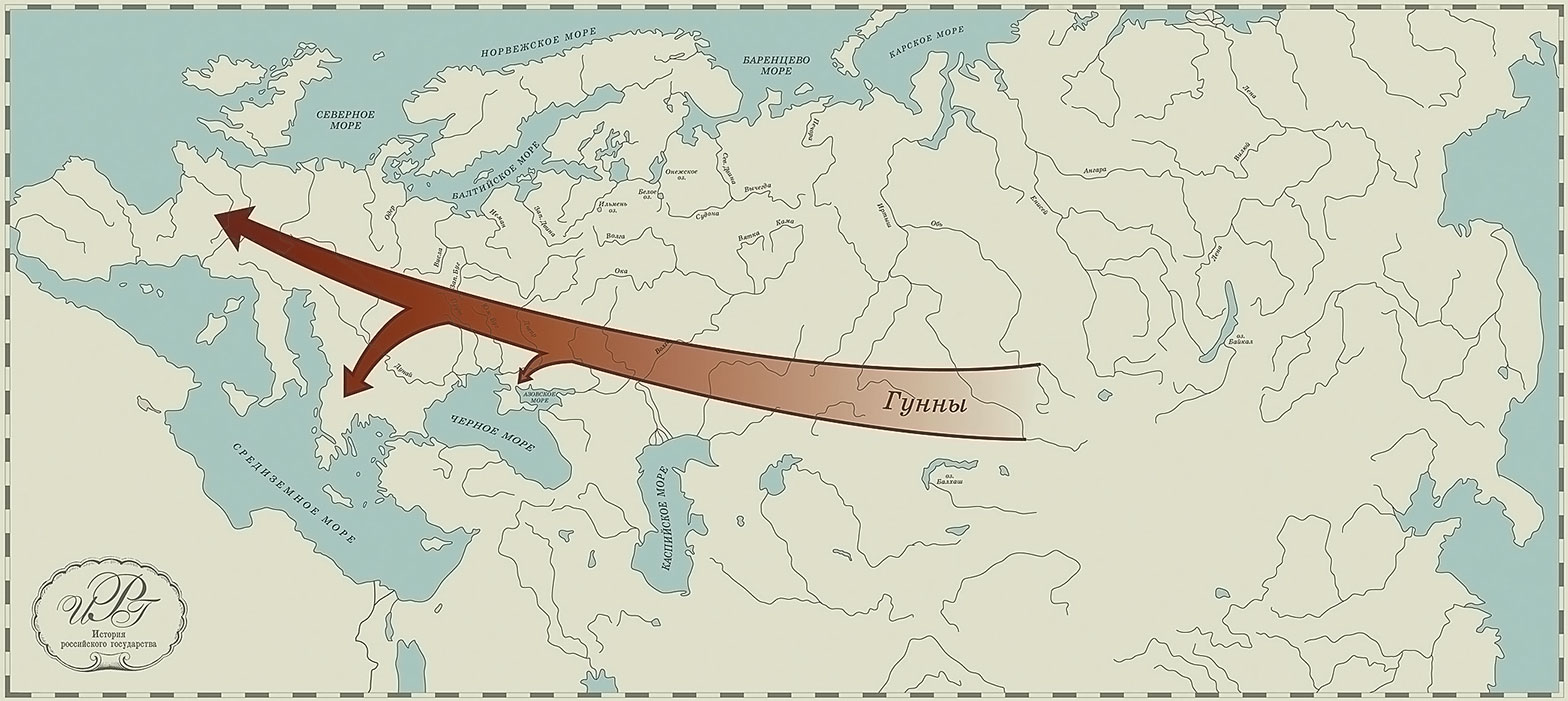 НОРВЕЖСКОЕ МОРЕ
БАРЕНЦЕВО
МОРЕ
КАРСКОЕ МОРЕ
СЕВЕРНОЕ
МОРЕ
БАЛТИЙСКОЕ МОРЕ
Печора
Лена
Сев. Двина
Онежское
оз.
Вычегда
Белое
оз.
Ильмень
оз.
Сухона
Ангара
Вилюй
Енисей
Одер
Неман
Зап. Двина
Волга
Вятка
Кама
Иртыш
Обь
Висла
Зап. Буг
Ока
Лена
оз.
Байкал
Волга
Дунай
АЗОВСКОЕ
МОРЕ
Гунны
ЧЕРНОЕ МОРЕ
СРЕДИЗЕМНОЕ МОРЕ
КАСПИЙСКОЕ МОРЕ
оз.
Балхаш
ИРГ
История
российского государства